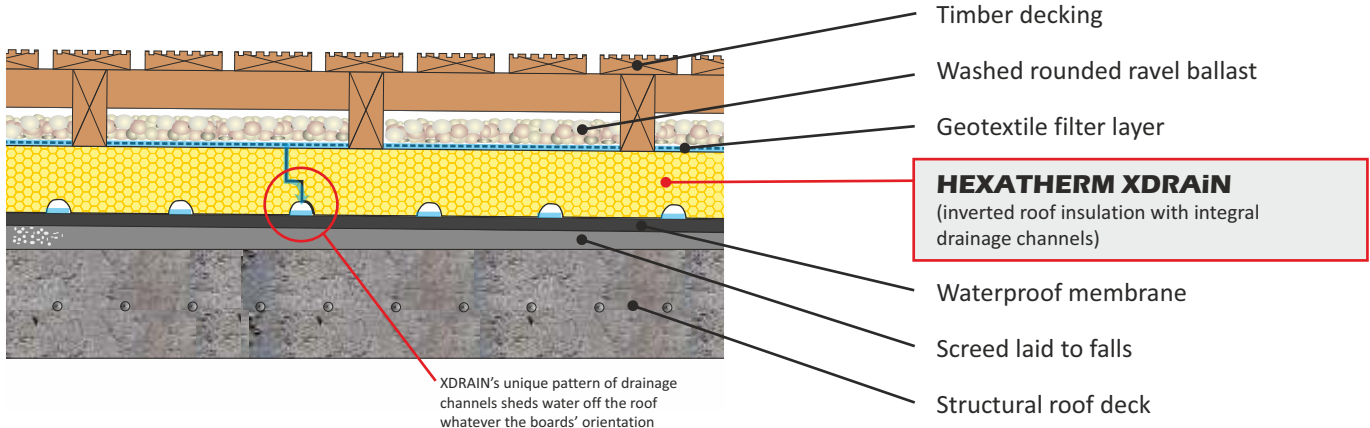 Timber decking
Washed rounded ravel ballast
Geotextile filter layer
HEXATHERM XDRAiN
(inverted roof insulation with integral
drainage channels)
Waterproof membrane
Screed laid to falls
Structural roof deck
XDRAIN’s unique pattern of drainage
channels sheds water off the roof
whatever the boards’ orientation